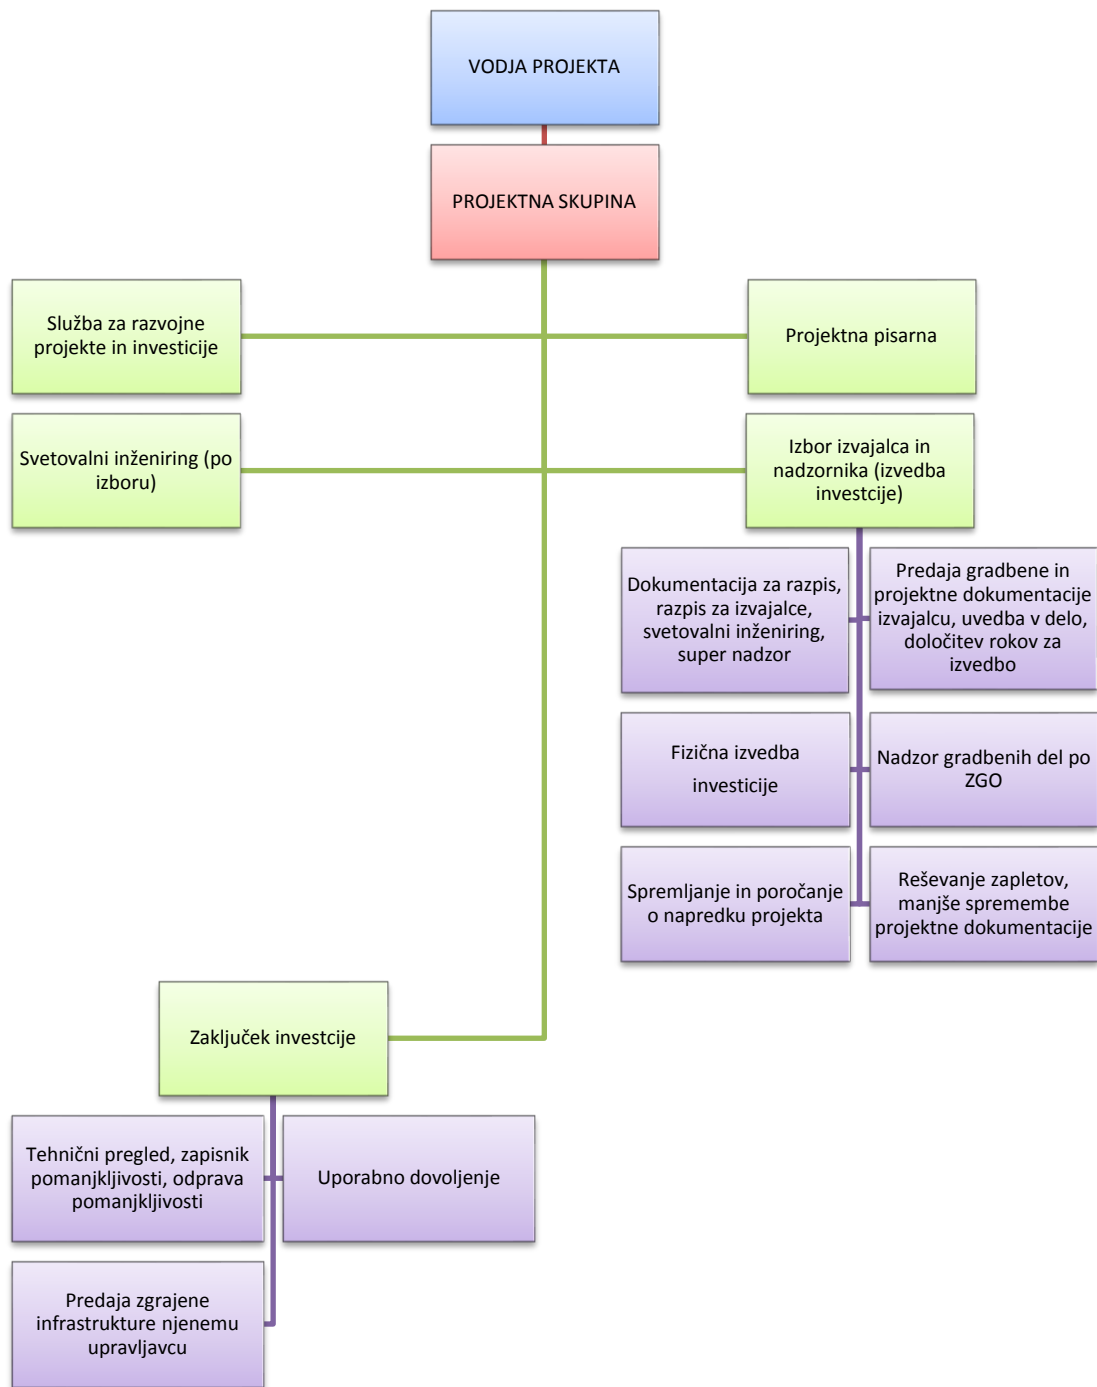 VODJA PROJEKTA
PROJEKTNA SKUPINA
Služba za razvojne
projekte in investicije
Projektna pisarna
Svetovalni inženiring (po
izboru)
Izbor izvajalca in
nadzornika (izvedba
investcije)
Dokumentacija za razpis,
razpis za izvajalce,
svetovalni inženiring,
super nadzor
Predaja gradbene in
projektne dokumentacije
izvajalcu, uvedba v delo,
določitev rokov za
izvedbo
Fizična izvedba
investicije
Nadzor gradbenih del po
ZGO
Spremljanje in poročanje
o napredku projekta
Reševanje zapletov,
manjše spremembe
projektne dokumentacije
Zaključek investcije
Tehnični pregled, zapisnik
pomanjkljivosti, odprava
pomanjkljivosti
Uporabno dovoljenje
Predaja zgrajene
infrastrukture njenemu
upravljavcu